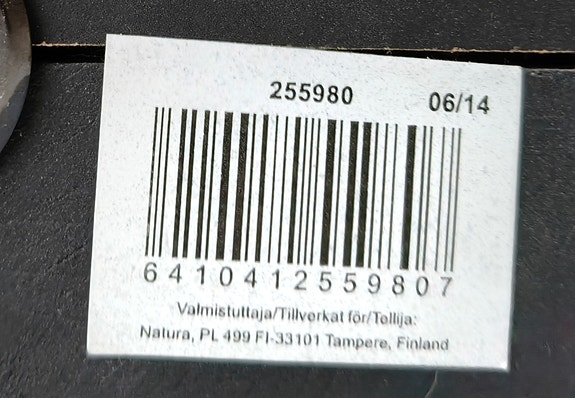 255980 06/14
6410412559807
Valmistuttaja/Tillverkat för/Tellija:
Natura, PL 499 FI-33101 Tampere, Finland